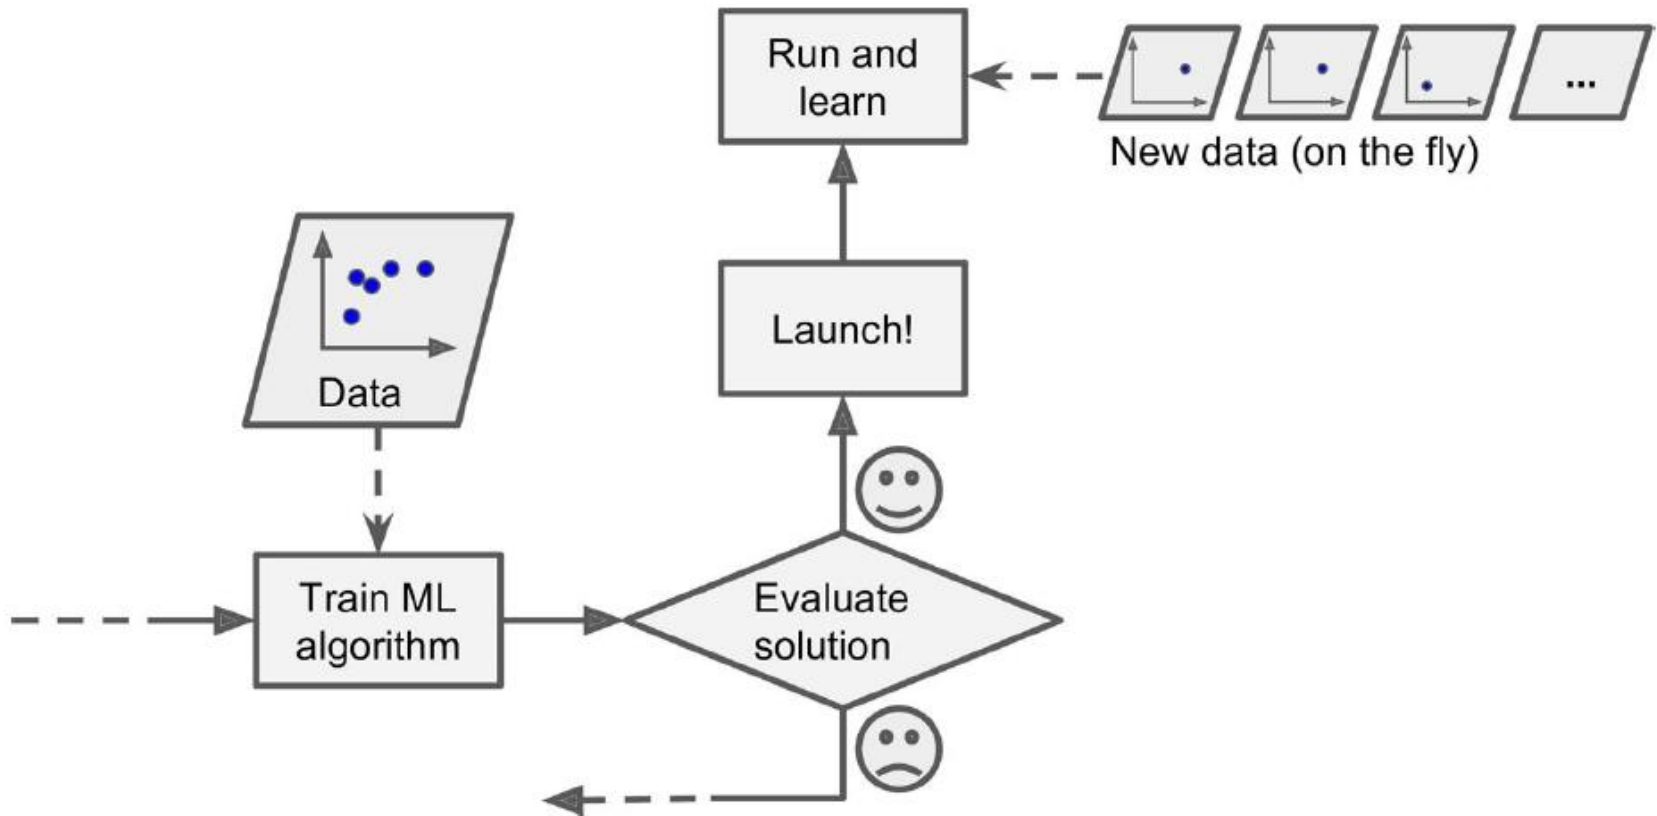 Run and
learn
...
New data (on the fly)
Launch!
Data
Train ML
algorithm
Evaluate
solution